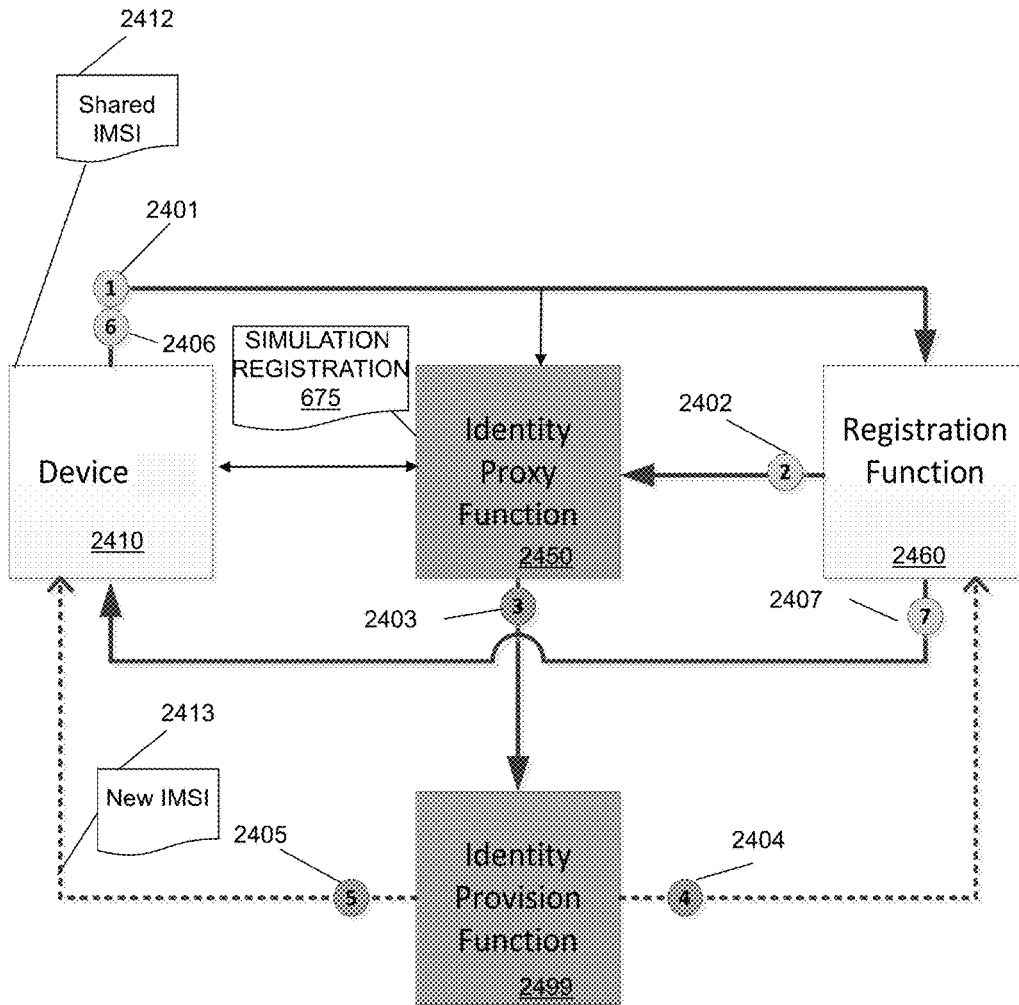 2412
Shared
IMSI
2401
1
6
2406
SIMULATION
REGISTRATION
675
Identity
Proxy
Function
2450
2402
2
Registration
Function
2460
Device
2410
2403
3
2407
7
2413
New IMSI
2405
5
2404
4
Identity
Provision
Function
2499